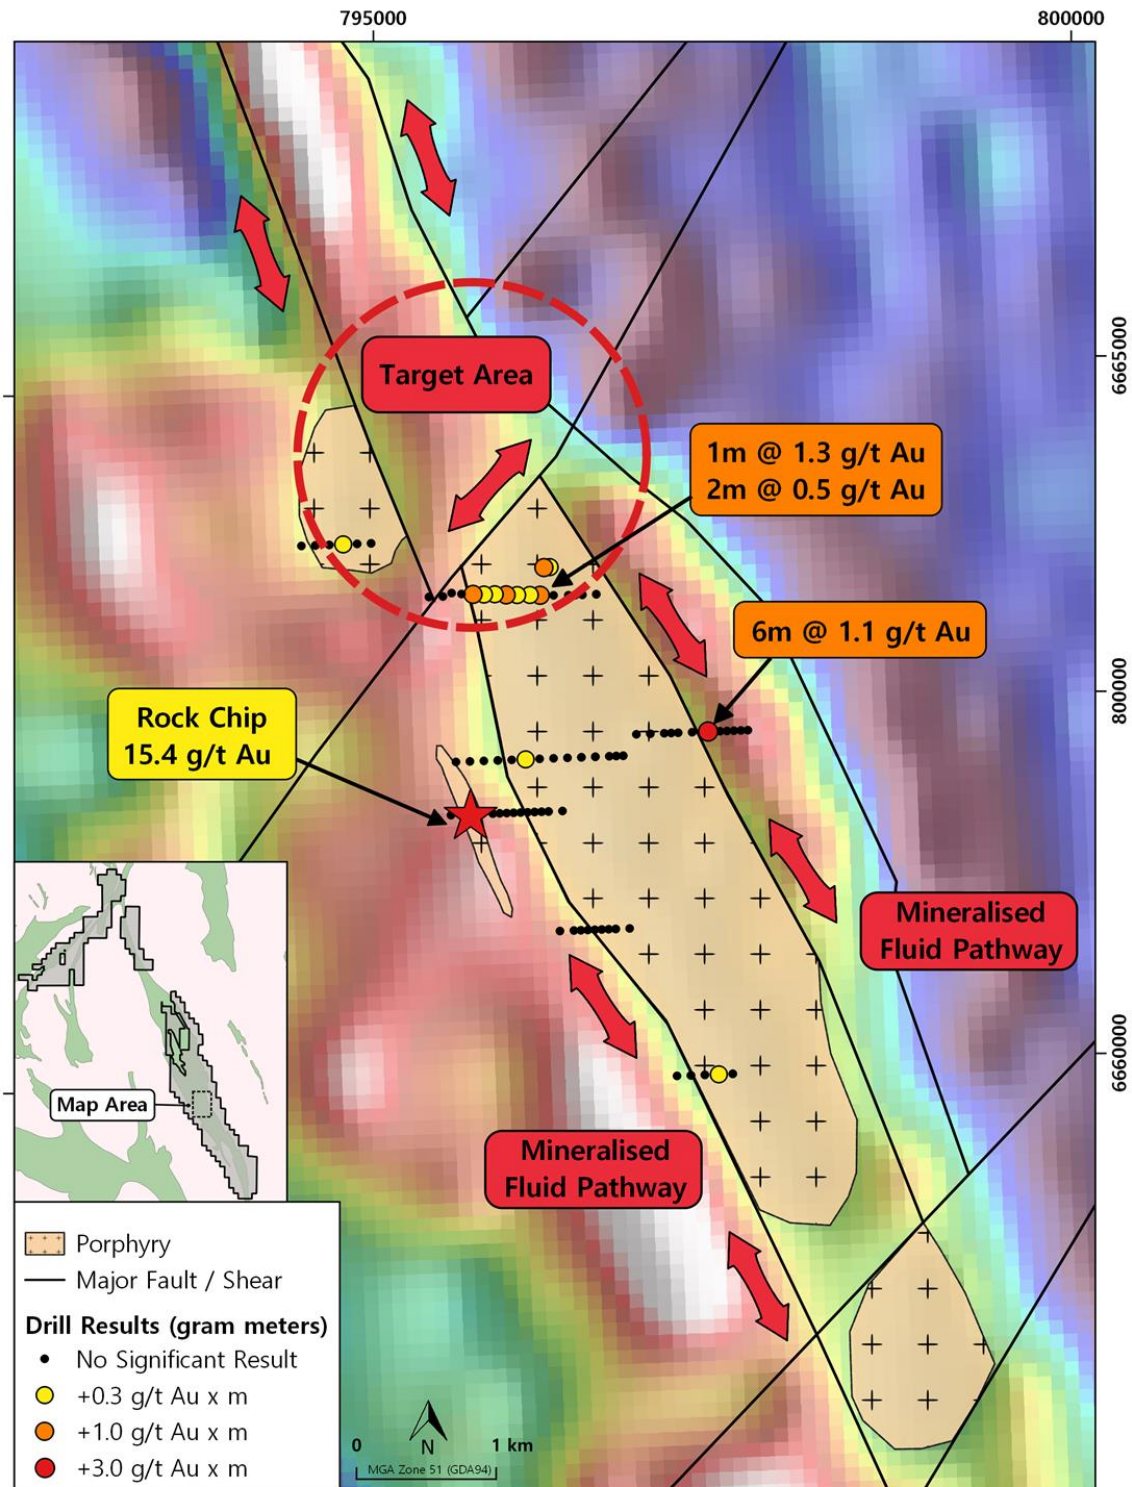 795000
800000
6665000
Target Area
1m @ 1.3 g/t Au
2m @ 0.5 g/t Au
6m @ 1.1 g/t Au
800000
Rock Chip
15.4 g/t Au
Mineralised
Fluid Pathway
6660000
Map Area
Mineralised
Fluid Pathway
Porphyry
Major Fault / Shear
Drill Results (gram meters)
No Significant Result
+0.3 g/t Au x m
+1.0 g/t Au x m
+3.0 g/t Au x m
N
0
1 km
MGA Zone 51 (GDA94)